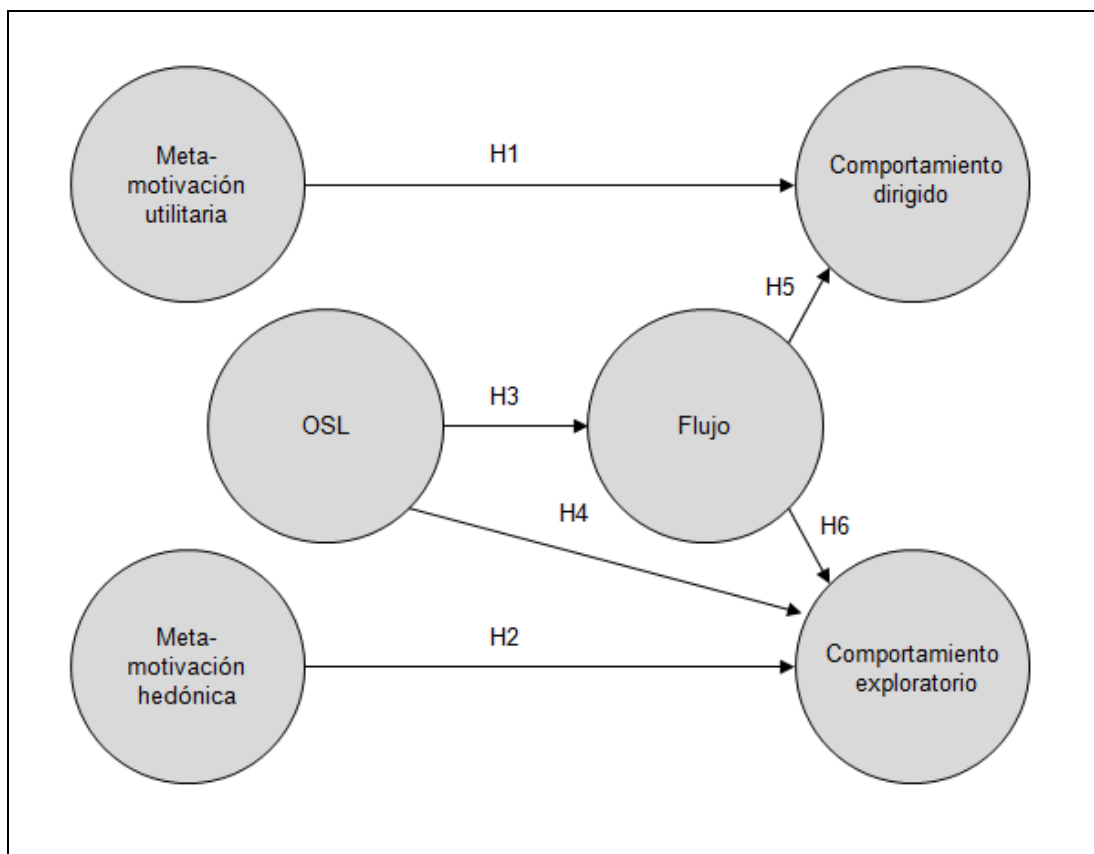 Meta-
motivación
utilitaria
H1
Comportamiento
dirigido
H5
OSL
H3
Flujo
H4
H6
Meta-
motivación
hedónica
H2
Comportamiento
exploratorio